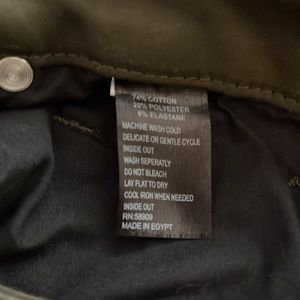 74% COTTON
20% POLYESTER
6% ELASTANE
MACHINE WASH COLD
DELICATE OR GENTLE CYCLE
INSIDE OUT
WASH SEPERATLY
DO NOT BLEACH
LAY FLAT TO DRY
COOL IRON WHEN NEEDED
INSIDE OUT
RN:58909
MADE IN EGYPT